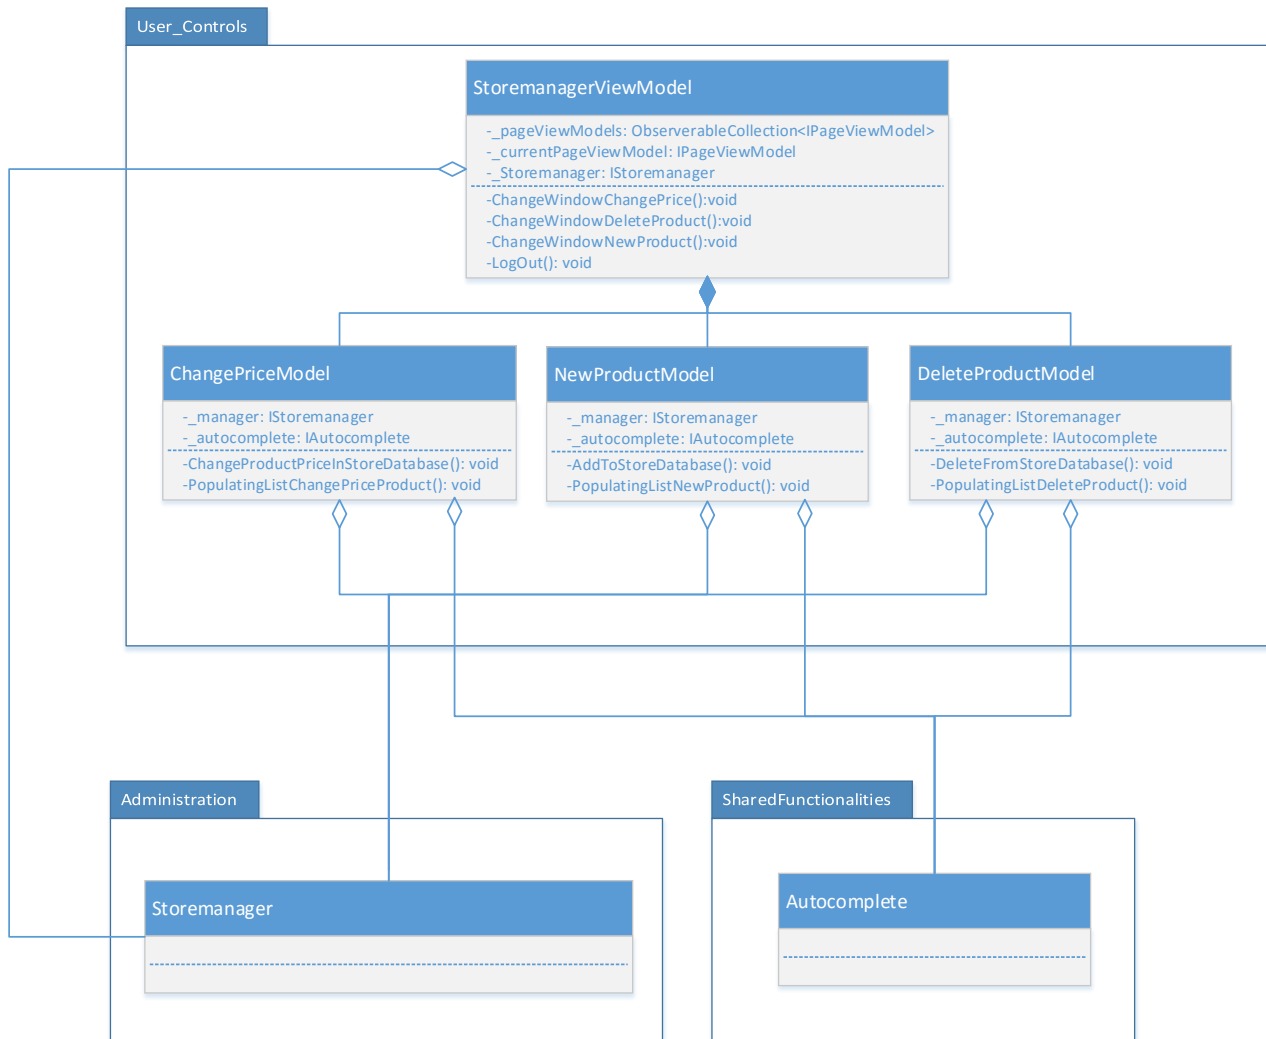 User_Controls
StoremanagerViewModel
-_pageViewModels: ObserverableCollection<IPageViewModel>
-_currentPageViewModel: IPageViewModel
-_Storemanager: IStoremanager
-ChangeWindowChangePrice():void
-ChangeWindowDeleteProduct():void
-ChangeWindowNewProduct():void
-LogOut(): void
ChangePriceModel
-_manager: IStoremanager
-_autocomplete: IAutocomplete
-ChangeProductPriceInStoreDatabase(): void
-PopulatingListChangePriceProduct(): void
NewProductModel
-_manager: IStoremanager
-_autocomplete: IAutocomplete
-AddToStoreDatabase(): void
-PopulatingListNewProduct(): void
DeleteProductModel
-_manager: IStoremanager
-_autocomplete: IAutocomplete
-DeleteFromStoreDatabase(): void
-PopulatingListDeleteProduct(): void
Administration
Storemanager
SharedFunctionalities
Autocomplete